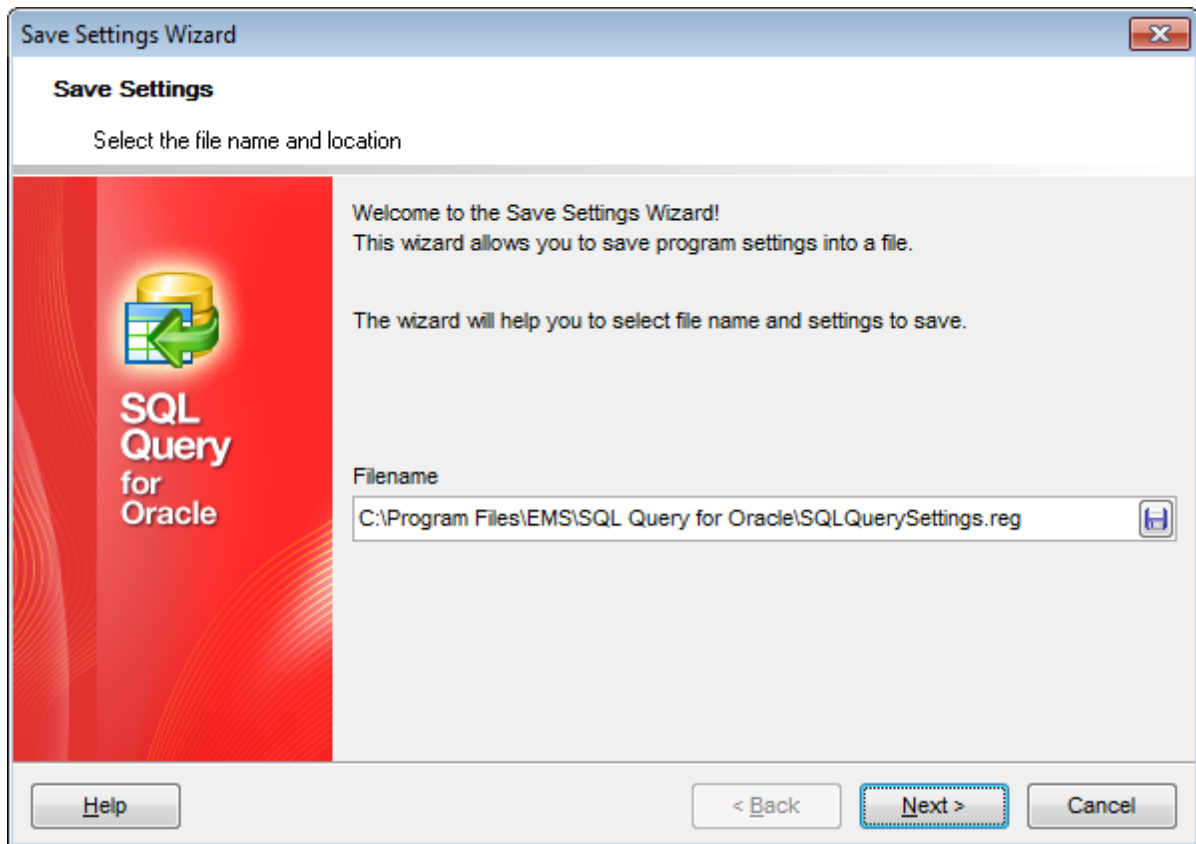 Save Settings Wizard
Save Settings
Select the file name and location
Welcome to the Save Settings Wizard!
This wizard allows you to save program settings into a file.
The wizard will help you to select file name and settings to save.
SQL
Query
for
Oracle
Filename
C:\Program Files\EMS\SQL Query for Oracle\SQLQuerySettings.reg
Help
< Back
Next >
Cancel